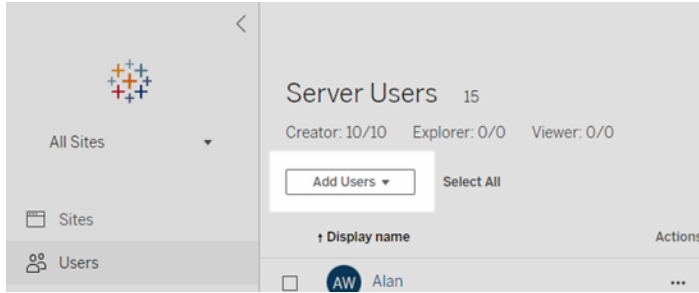 Server Users 15
All Sites
Creator: 10/10 Explorer: 0/0 Viewer: 0/0
Add Users Select All
Sites
↑ Display name Actions
Users
AW Alan